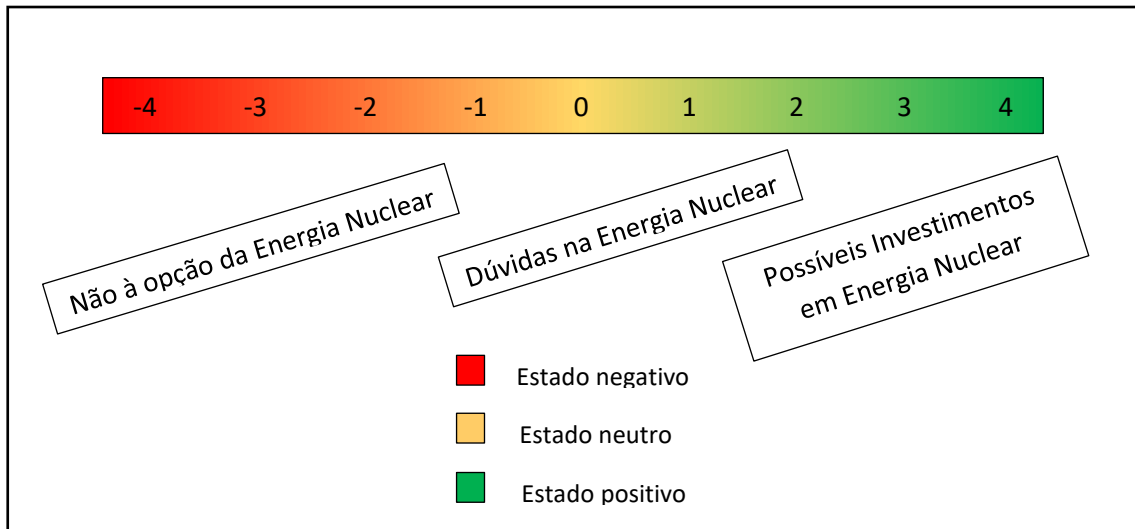 -4 -3 -2 -1 0 1 2 3 4
Não à opção da Energia Nuclear
Dúvidas na Energia Nuclear
Possíveis Investimentos
em Energia Nuclear
Estado negativo
Estado neutro
Estado positivo